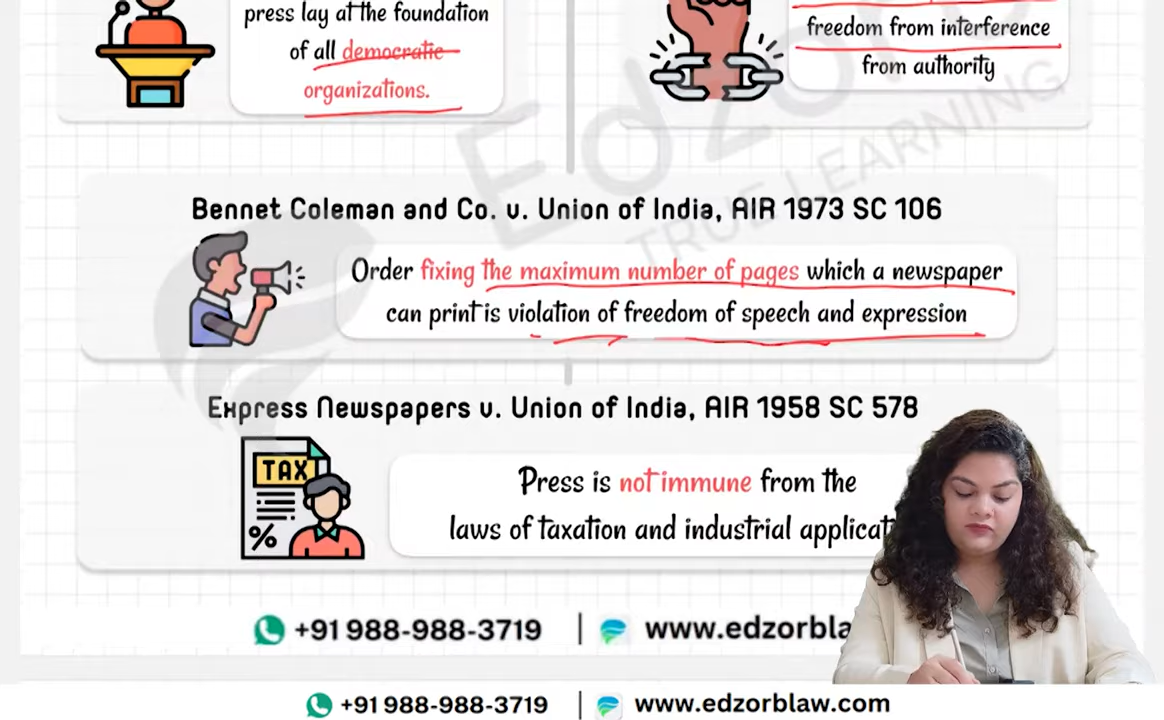 press lay at the foundation
of all democratic
organizations.
freedom from interference
from authority
Edzorb
TRUE LEARNING
Bennet Coleman and Co. v. Union of India, AIR 1973 SC 106
Order fixing the maximum number of pages which a newspaper
can print is violation of freedom of speech and expression
Express Newspapers v. Union of India, AIR 1958 SC 578
TAX
%
Press is not immune from the
laws of taxation and industrial
+91 988-988-3719 |
+91 988-988-3719 | www.edzorblaw.com